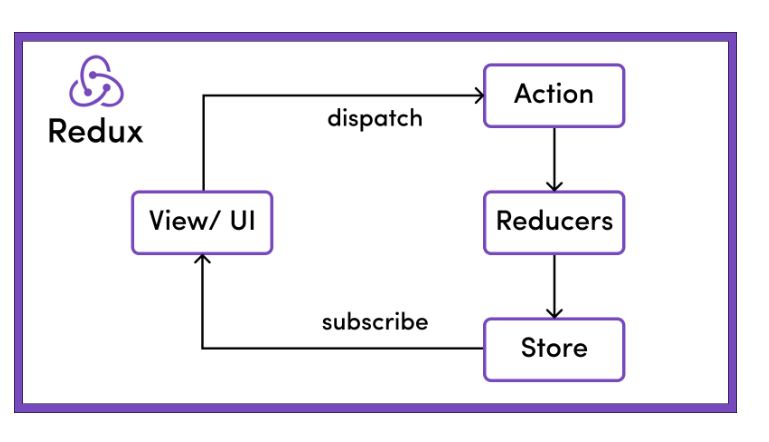 Redux
dispatch
Action
View/ UI
Reducers
subscribe
Store